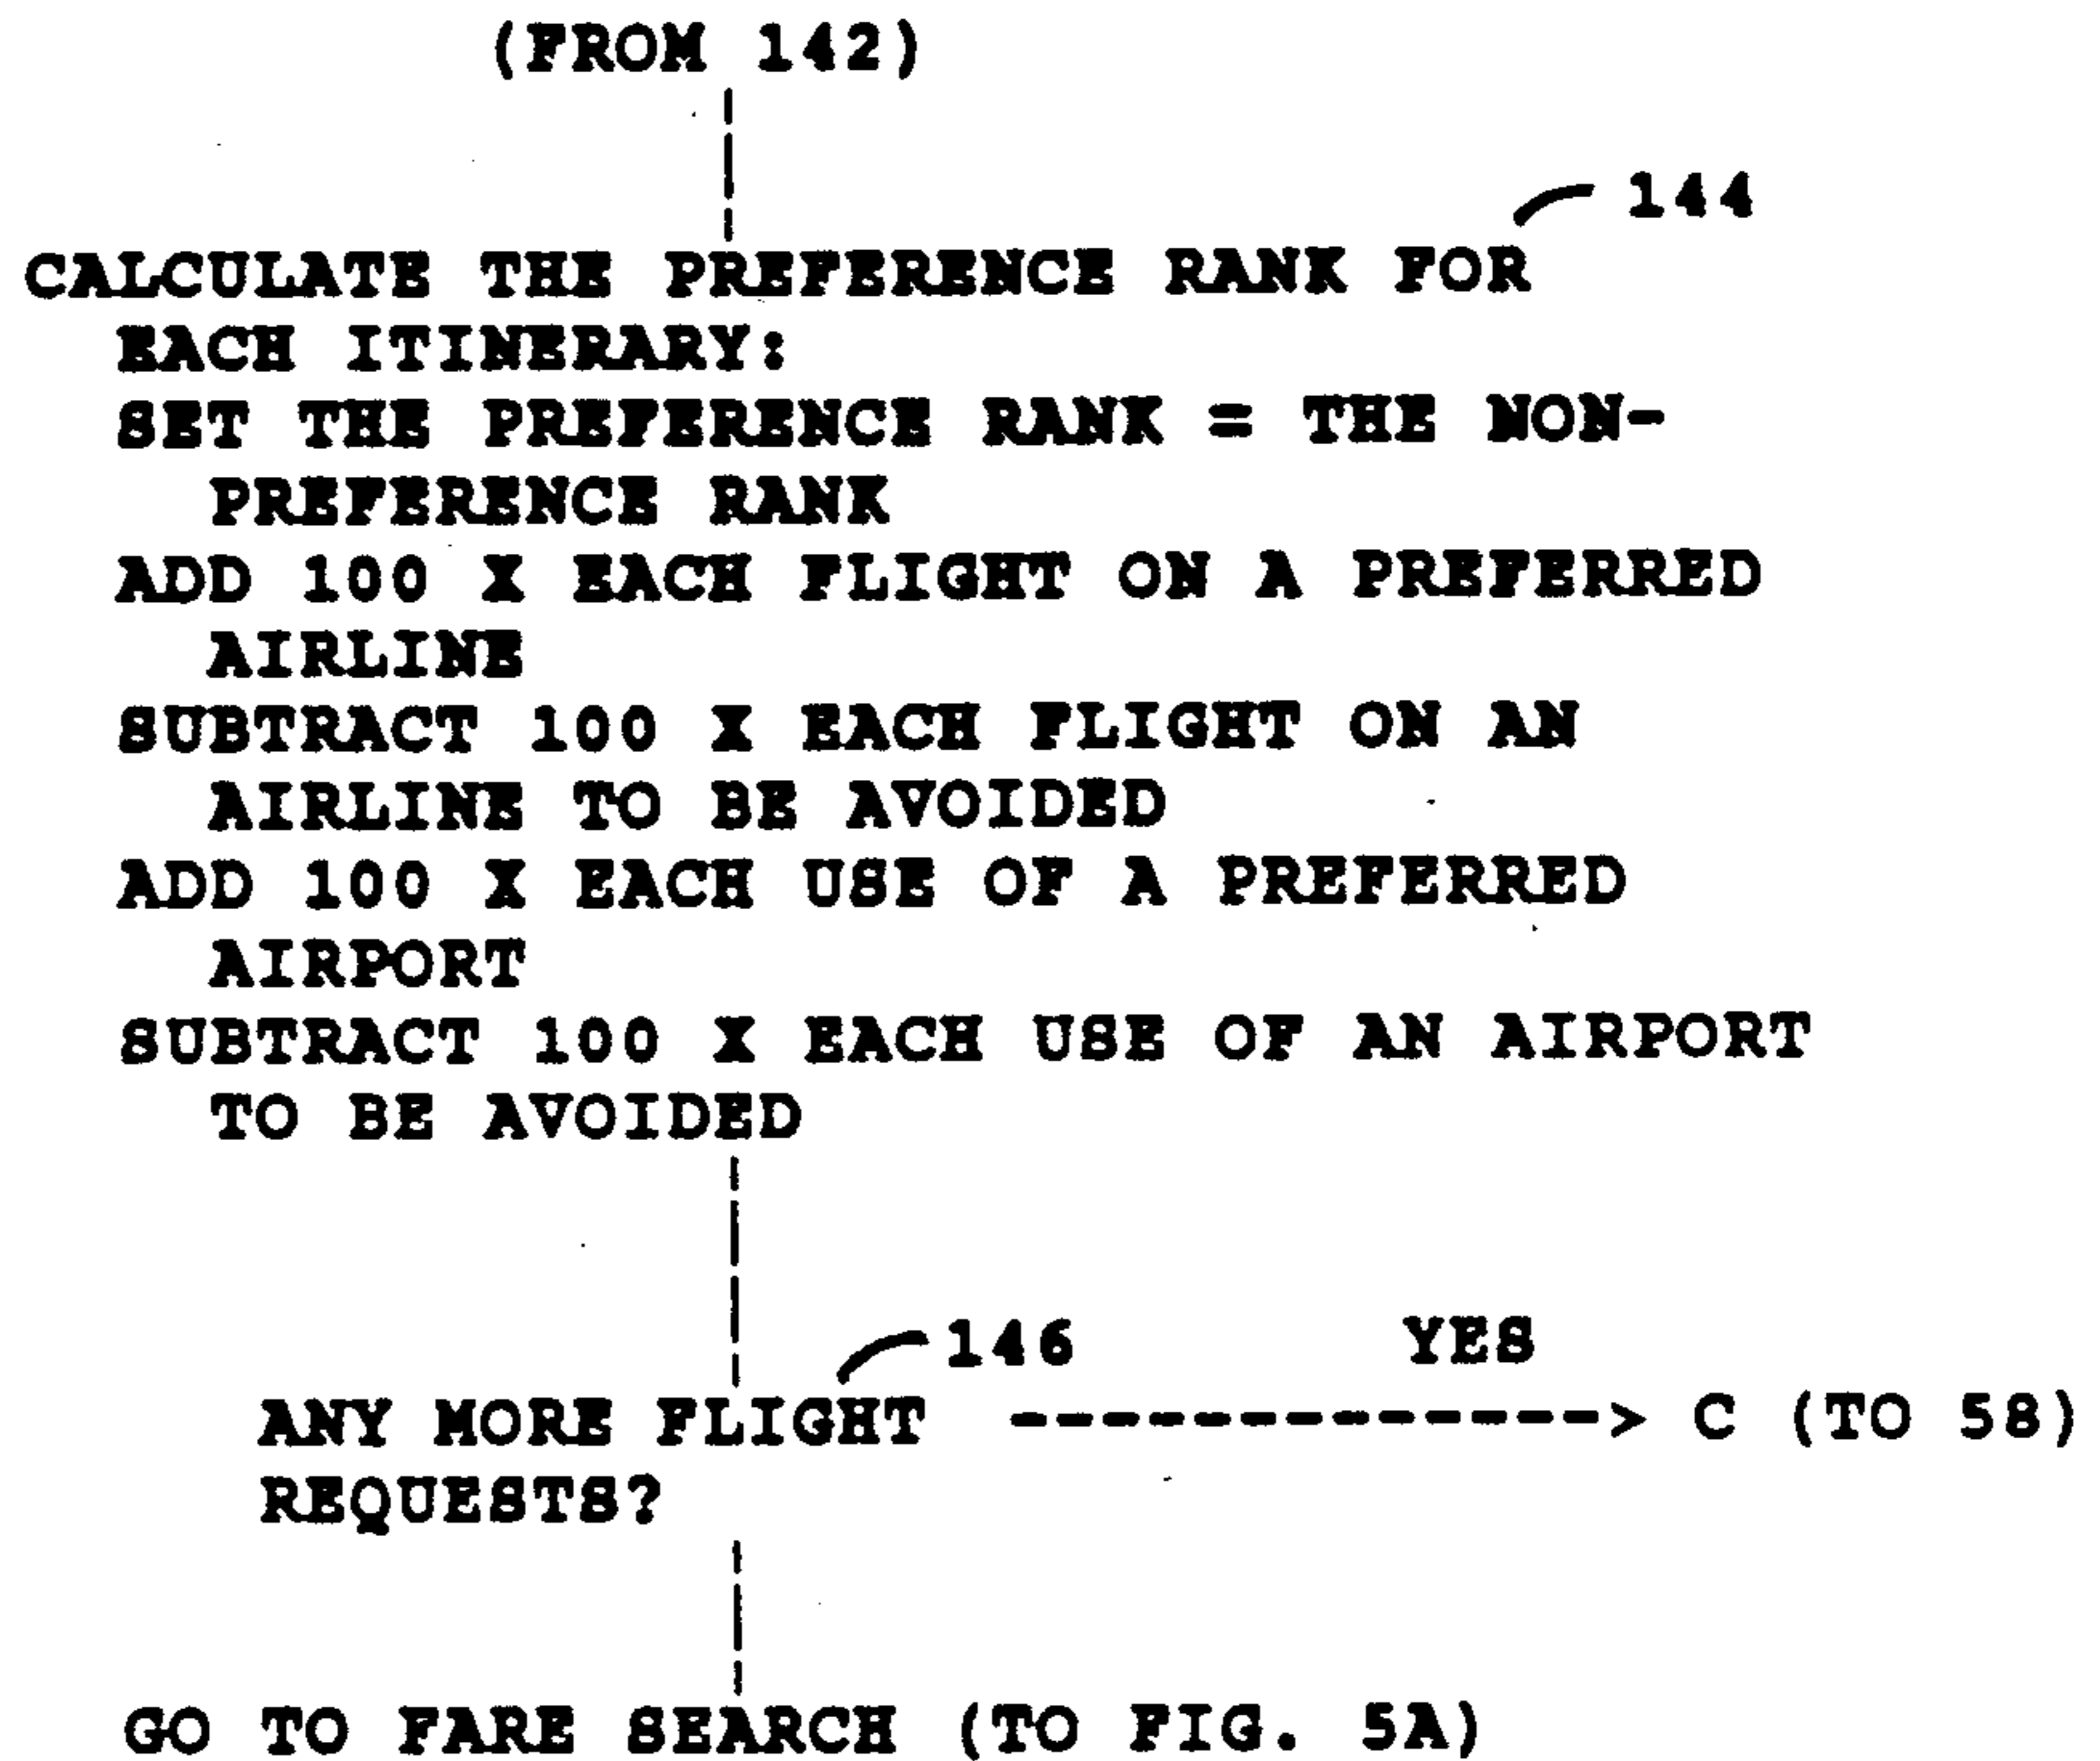 (FROM 142)
144
CALCULATE THE PREFERENCE RANK FOR
EACH ITINERARY:
SET THE PREFERENCE RANK = THE NON-
PREFERENCE RANK
ADD 100 X EACH FLIGHT ON A PREFERRED
AIRLINE
SUBTRACT 100 X EACH FLIGHT ON AN
AIRLINE TO BE AVOIDED
ADD 100 X EACH USE OF A PREFERRED
AIRPORT
SUBTRACT 100 X EACH USE OF AN AIRPORT
TO BE AVOIDED
146 YES
ANY MORE FLIGHT -------------> C (TO 58)
REQUESTS?
GO TO FARE SEARCH (TO FIG. 5A)